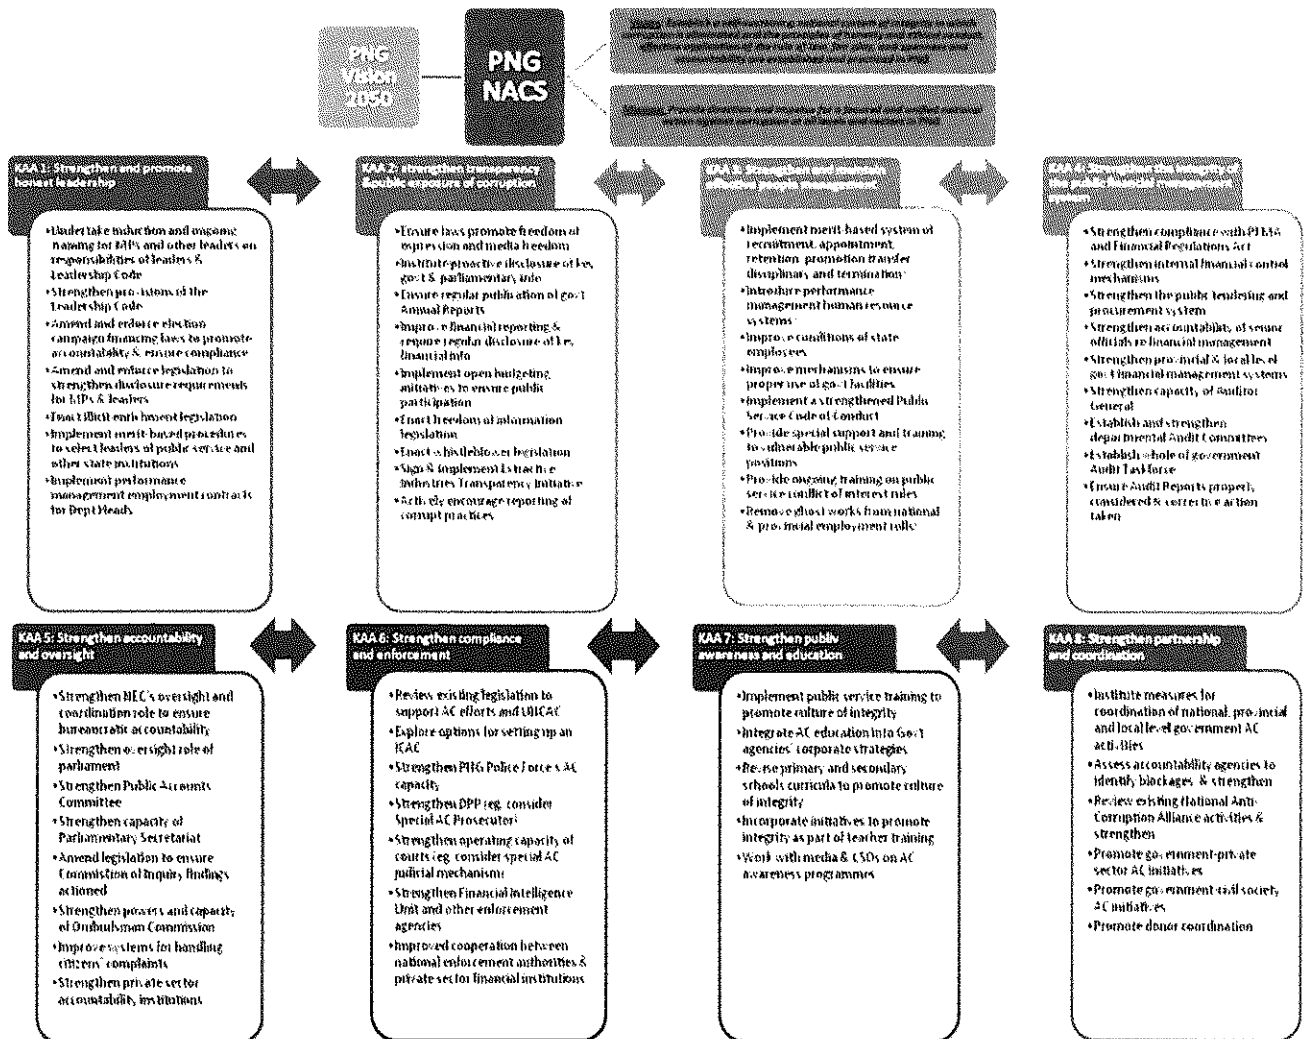 PNG
Vision
2050
PNG
NACS
Vision:
Mission: Provide direction and impetus for a focused and unified national
action against corruption at all levels and sectors in PNG
KAA 1: Strengthen and promote
honest leadership
•Undertake induction and ongoing
training for MPs and other leaders on
responsibilities of leaders &
Leadership Code
•Strengthen provisions of the
Leadership Code
•Amend and enforce election
campaign financing laws to promote
accountability & ensure compliance
•Amend and enforce legislation to
strengthen disclosure requirements
for MPs & leaders
•Enact illicit enrichment legislation
•Implement merit-based procedures
to select leaders of public service and
other state institutions
•Implement performance
management employment contracts
for Dept Heads
KAA 2: strengthen transparency
&public exposure of corruption
•Ensure laws promote freedom of
expression and media freedom
•Institute proactive disclosure of key
govt & parliamentary info
•Ensure regular publication of govt
Annual Reports
•Improve financial reporting &
require regular disclosure of key
financial info
•Implement open budgeting
initiatives to ensure public
participation
•Enact freedom of information
legislation
•Enact whistleblower legislation
•Sign & implement Extractive
Industries Transparency Initiative
•Actively encourage reporting of
corrupt practices
•Implement merit-based system of
recruitment, appointment,
retention, promotion transfer
disciplinary and termination
•Introduce performance
management human resource
systems
•Improve conditions of state
employees
•Improve mechanisms to ensure
proper use of govt facilities
•Implement a strengthened Public
Service Code of Conduct
•Provide special support and training
to vulnerable public service
positions
•Provide ongoing training on public
service conflict of interest rules
•Remove ghost works from national
& provincial employment rolls
•Strengthen compliance with PFMA
and Financial Regulations Act
•Strengthen internal financial control
mechanisms
•Strengthen the public tendering and
procurement system
•Strengthen accountability of senior
officials re financial management
•Strengthen provincial & local level
govt financial management systems
•Strengthen capacity of Auditor
General
•Establish and strengthen
departmental Audit Committees
•Establish whole of government
Audit Taskforce
•Ensure Audit Reports properly
considered & corrective action
taken
KAA 5: Strengthen accountability
and oversight
•Strengthen NEC's oversight and
coordination role to ensure
bureaucratic accountability
•Strengthen oversight role of
parliament
•Strengthen Public Accounts
Committee
•Strengthen capacity of
Parliamentary Secretariat
•Amend legislation to ensure
Commission of Inquiry findings
actioned
•Strengthen powers and capacity
of Ombudsman Commission
•Improve systems for handling
citizens' complaints
•Strengthen private sector
accountability institutions
KAA 6: Strengthen compliance
and enforcement
•Review existing legislation to
support AC efforts and UNCAC
•Explore options for setting up an
ICAC
•Strengthen PNG Police Force's AC
capacity
•Strengthen DPP (eg. consider
Special AC Prosecutor)
•Strengthen operating capacity of
courts (eg. consider special AC
judicial mechanism)
•Strengthen Financial Intelligence
Unit and other enforcement
agencies
•Improved cooperation between
national enforcement authorities &
private sector financial institutions
KAA 7: Strengthen public
awareness and education
•Implement public service training to
promote culture of integrity
•Integrate AC education into Govt
agencies' corporate strategies
•Revise primary and secondary
schools curricula to promote culture
of integrity
•Incorporate initiatives to promote
integrity as part of teacher training
•Work with media & CSOs on AC
awareness programmes
KAA 8: Strengthen partnership
and coordination
•Institute measures for
coordination of national, provincial
and local level government AC
activities
•Assess accountability agencies to
identify blockages & strengthen
•Review existing National Anti-
Corruption Alliance activities &
strengthen
•Promote government-private
sector AC initiatives
•Promote government-civil society
AC initiatives
•Promote donor coordination